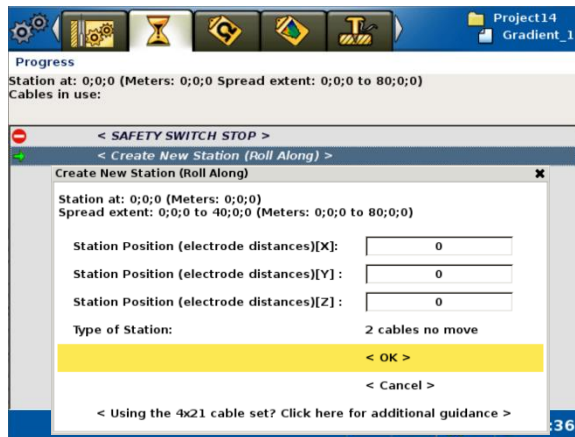 Project14
Gradient_1
Progress
Station at: 0;0;0 (Meters: 0;0;0 Spread extent: 0;0;0 to 80;0;0)
Cables in use:
< SAFETY SWITCH STOP >
< Create New Station (Roll Along) >
Create New Station (Roll Along)
Station at: 0;0;0 (Meters: 0;0;0)
Spread extent: 0;0;0 to 40;0;0 (Meters: 0;0;0 to 80;0;0)
Station Position (electrode distances)[X]: 0
Station Position (electrode distances)[Y] : 0
Station Position (electrode distances)[Z] : 0
Type of Station: 2 cables no move
< OK >
< Cancel >
< Using the 4x21 cable set? Click here for additional guidance >
:36